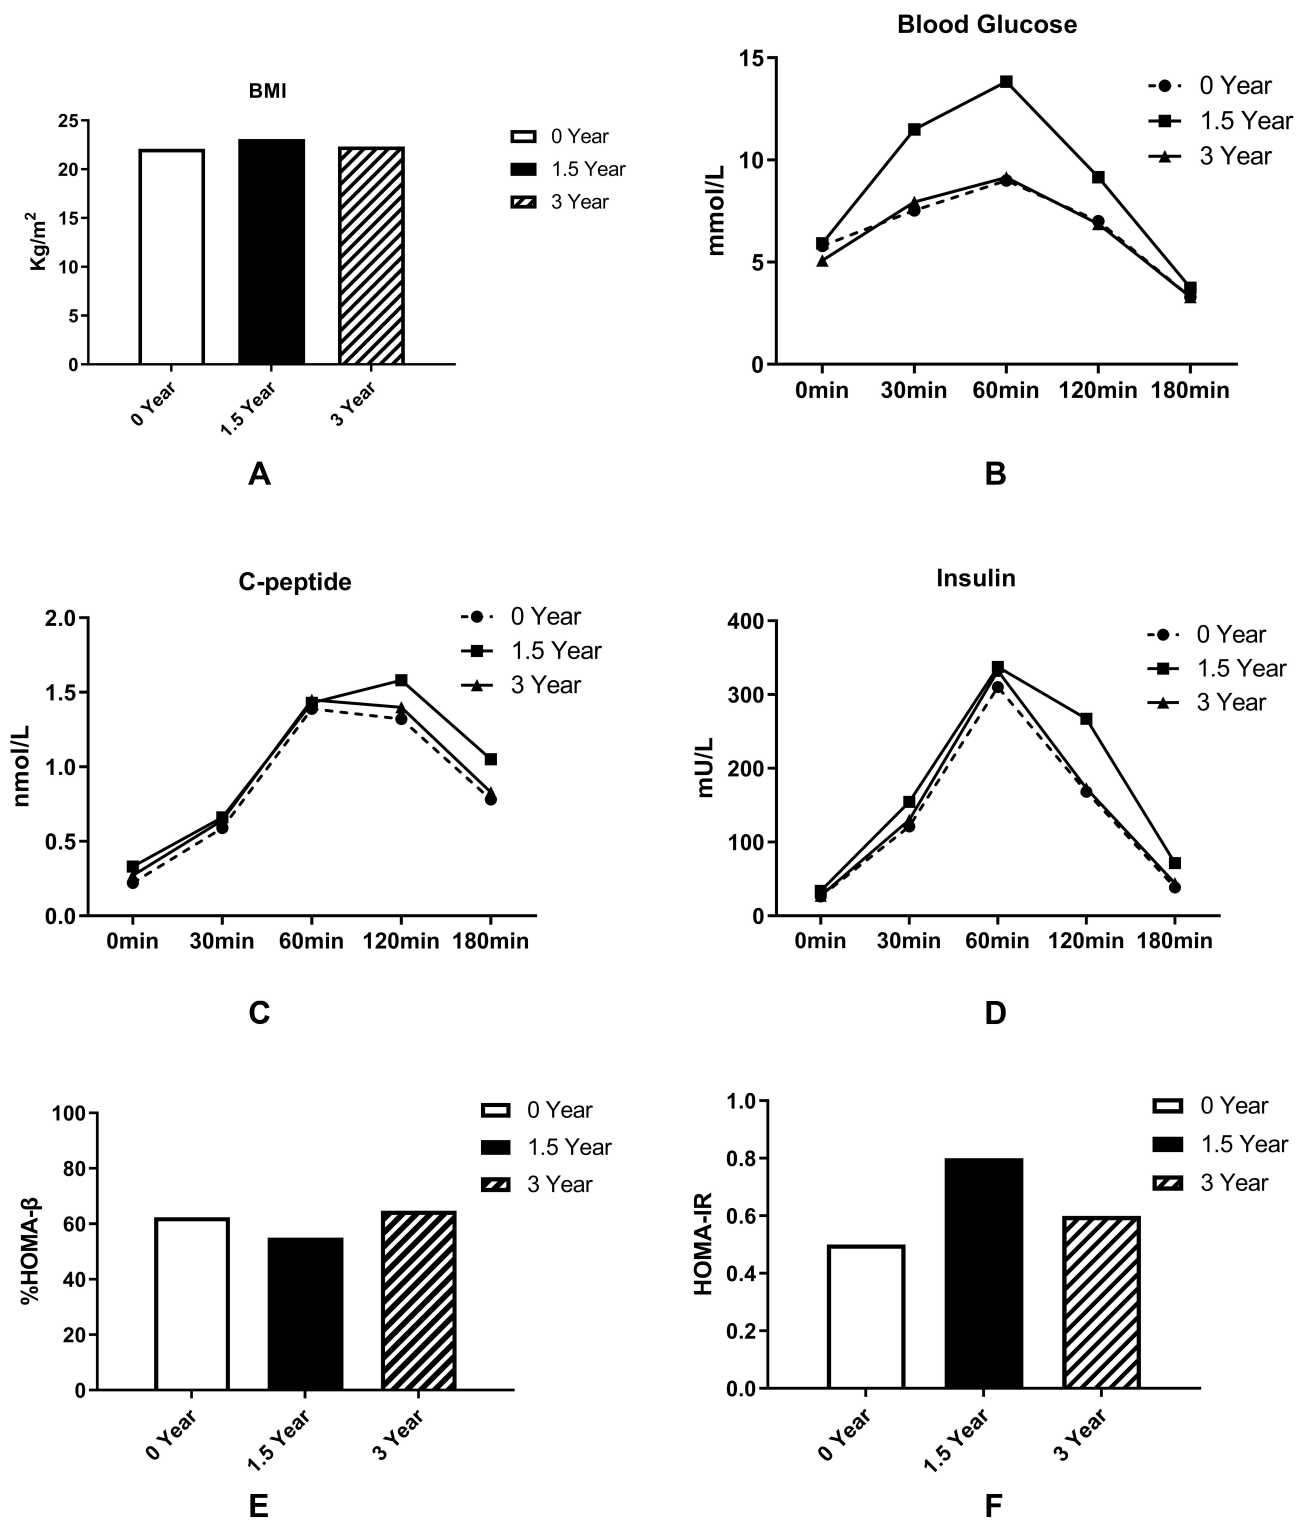 BMI
25
20
15
10
5
0
Kg/m²
0 Year
1.5 Year
3 Year
0 Year
1.5 Year
3 Year
A
Blood Glucose
15
10
5
0
mmol/L
0min 30min 60min 120min 180min
0 Year
1.5 Year
3 Year
B
C-peptide
2.0
1.5
1.0
0.5
0.0
nmol/L
0min 30min 60min 120min 180min
0 Year
1.5 Year
3 Year
C
Insulin
400
300
200
100
0
mU/L
0min 30min 60min 120min 180min
0 Year
1.5 Year
3 Year
D
100
80
60
40
20
0
%HOMA-β
0 Year
1.5 Year
3 Year
0 Year
1.5 Year
3 Year
E
1.0
0.8
0.6
0.4
0.2
0.0
HOMA-IR
0 Year
1.5 Year
3 Year
0 Year
1.5 Year
3 Year
F